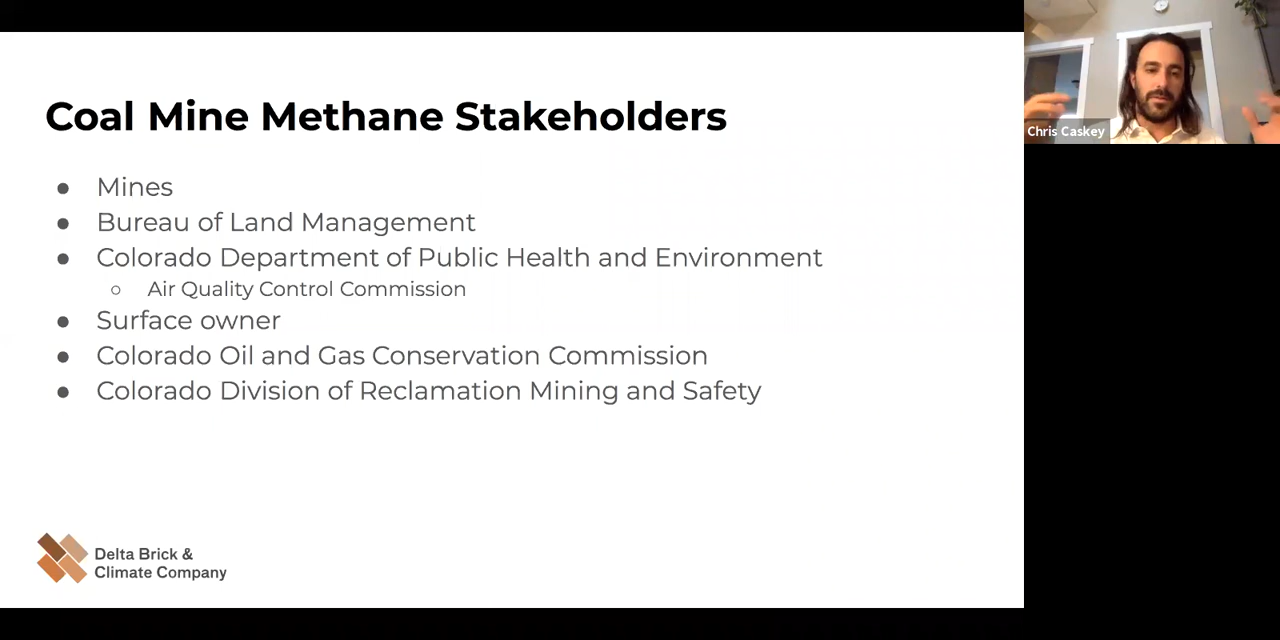 Coal Mine Methane Stakeholders
● Mines
● Bureau of Land Management
● Colorado Department of Public Health and Environment
○ Air Quality Control Commission
● Surface owner
● Colorado Oil and Gas Conservation Commission
● Colorado Division of Reclamation Mining and Safety
Delta Brick &
Climate Company
Chris Caskey